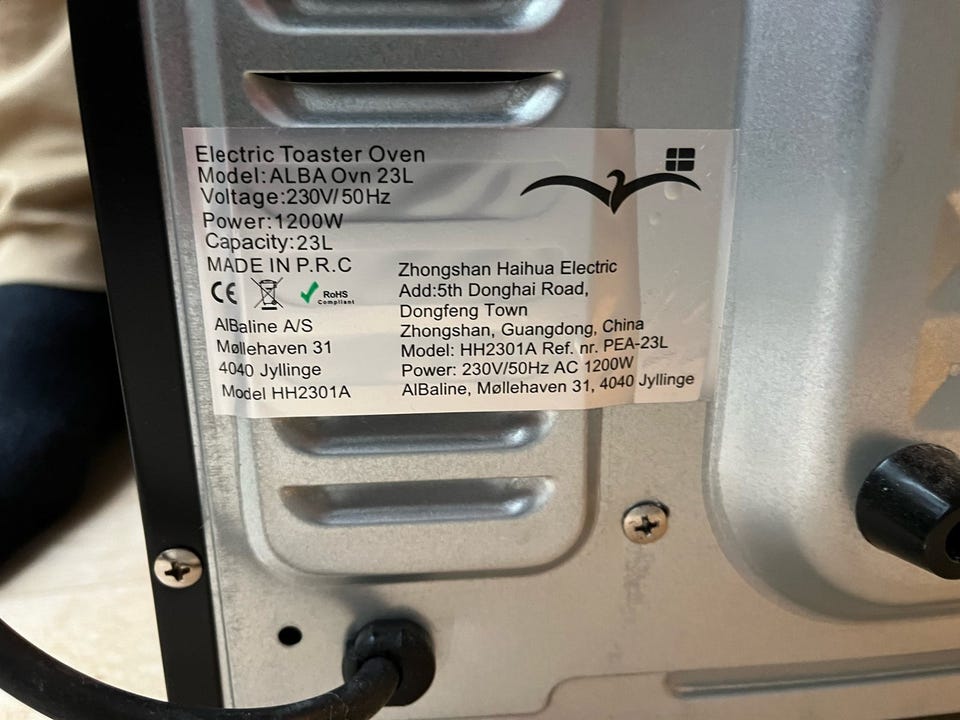 Electric Toaster Oven
Model:ALBA Ovn 23L
Voltage:230V/50Hz
Power:1200W
Capacity:23L
MADE IN P.R.C
CE
RoHS
Compliant
AlBaline A/S
Møllehaven 31
4040 Jyllinge
Model HH2301A
Zhongshan Haihua Electric
Add:5th Donghai Road,
Dongfeng Town
Zhongshan, Guangdong, China
Model: HH2301A Ref. nr. PEA-23L
Power: 230V/50Hz AC 1200W
AlBaline, Møllehaven 31, 4040 Jyllinge